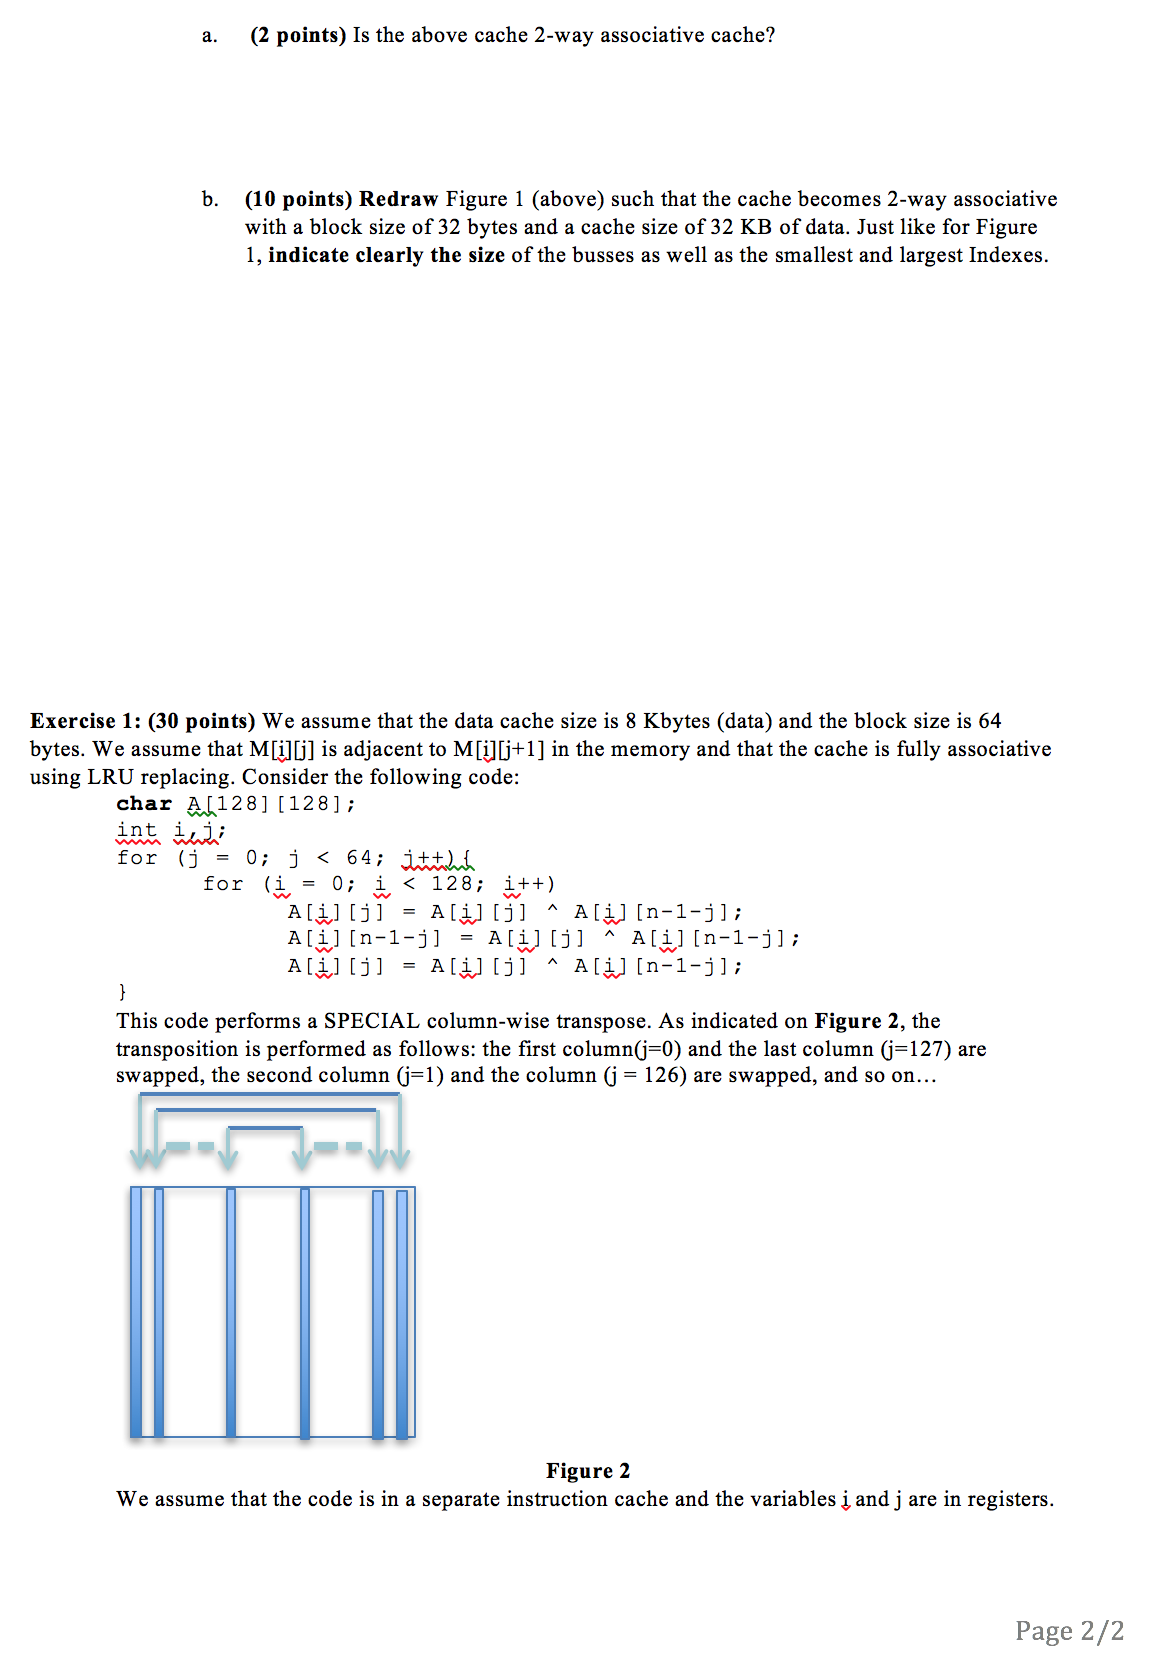 a. (2 points) Is the above cache 2-way associative cache?
b. (10 points) Redraw Figure 1 (above) such that the cache becomes 2-way associative
with a block size of 32 bytes and a cache size of 32 KB of data. Just like for Figure
1, indicate clearly the size of the busses as well as the smallest and largest Indexes.
Exercise 1: (30 points) We assume that the data cache size is 8 Kbytes (data) and the block size is 64
bytes. We assume that M[i][j] is adjacent to M[i][j+1] in the memory and that the cache is fully associative
using LRU replacing. Consider the following code:
char A[128][128];
int i,j;
for (j = 0; j < 64; j++){
for (i = 0; i < 128; i++)
A[i][j] = A[i][j] ^ A[i][n-1-j];
A[i][n-1-j] = A[i][j] ^ A[i][n-1-j];
A[i][j] = A[i][j] ^ A[i][n-1-j];
}
This code performs a SPECIAL column-wise transpose. As indicated on Figure 2, the
transposition is performed as follows: the first column(j=0) and the last column (j=127) are
swapped, the second column (j=1) and the column (j = 126) are swapped, and so on...
Figure 2
We assume that the code is in a separate instruction cache and the variables i and j are in registers.
Page 2/2